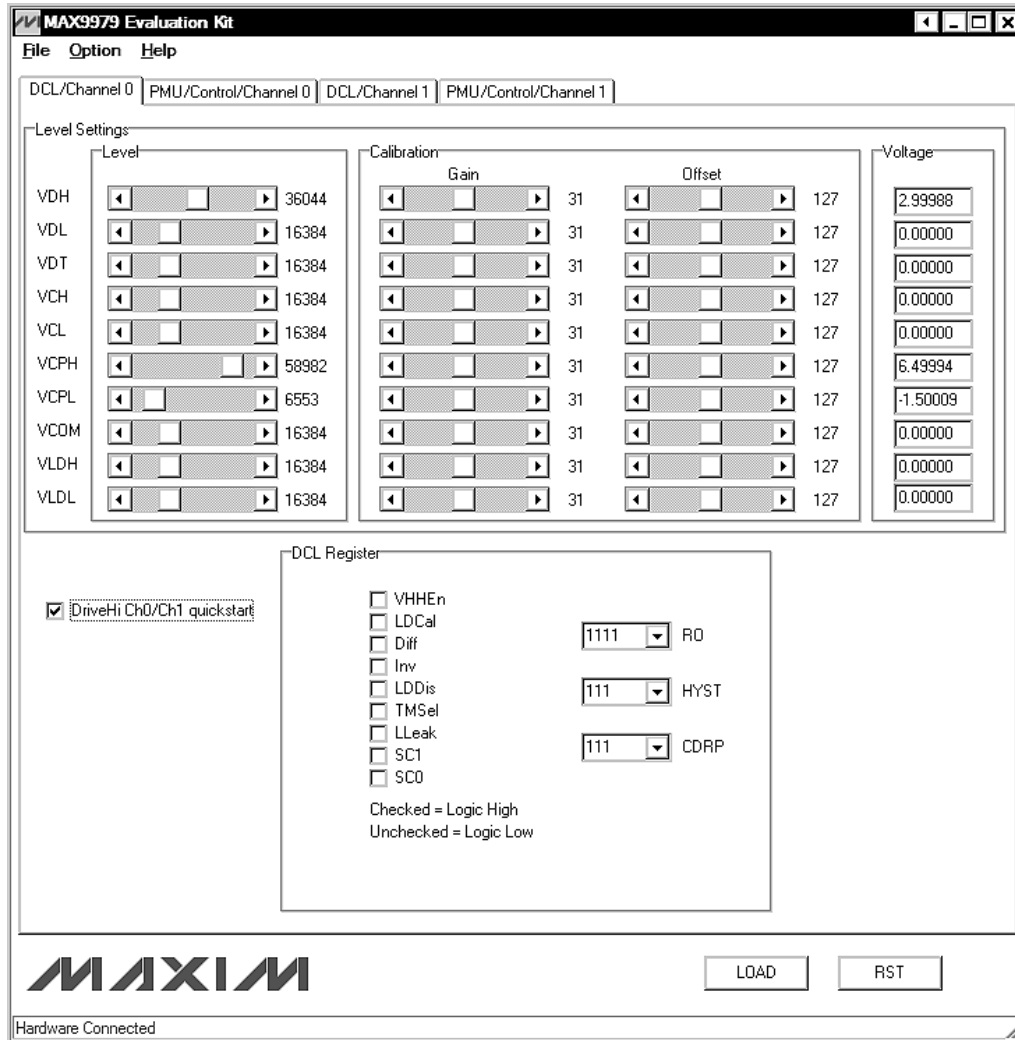 MAX9979 Evaluation Kit
File Option Help
DCL/Channel 0 PMU/Control/Channel 0 DCL/Channel 1 PMU/Control/Channel 1
Level Settings
Level Calibration Voltage
Gain Offset
VDH 36044 31 127 2.99988
VDL 16384 31 127 0.00000
VDT 16384 31 127 0.00000
VCH 16384 31 127 0.00000
VCL 16384 31 127 0.00000
VCPH 58982 31 127 6.49994
VCPL 6553 31 127 -1.50009
VCOM 16384 31 127 0.00000
VLDH 16384 31 127 0.00000
VLDL 16384 31 127 0.00000
DCL Register
DriveHi Ch0/Ch1 quickstart
VHHEn
LDCal
Diff
Inv
LDDis
TMSel
LLeak
SC1
SC0
1111 RO
111 HYST
111 CDRP
Checked = Logic High
Unchecked = Logic Low
MAXIM
LOAD RST
Hardware Connected